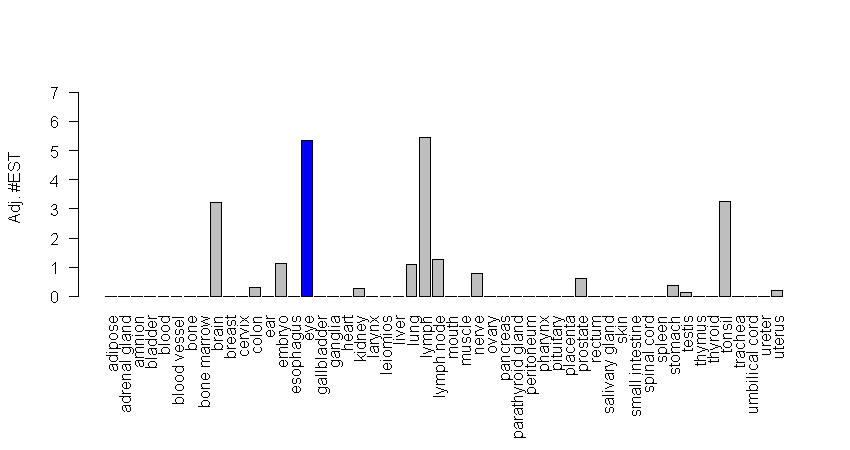 Adj. #EST
7
6
5
4
3
2
1
0
adipose
adrenal gland
amnion
bladder
blood
blood vessel
bone
bone marrow
brain
breast
cervix
colon
ear
embryo
esophagus
eye
gallbladder
ganglia
heart
kidney
larynx
leiomios
liver
lung
lymph
lymph node
mouth
muscle
nerve
ovary
pancreas
parathyroid gland
peritoneum
pharynx
pituitary
placenta
prostate
rectum
salivary gland
skin
small intestine
spinal cord
spleen
stomach
testis
thymus
thyroid
tonsil
trachea
umbilical cord
ureter
uterus